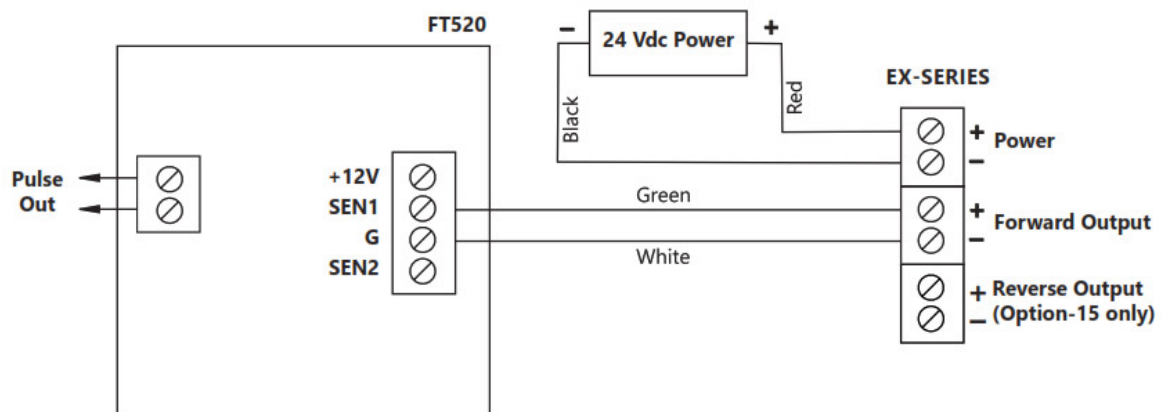 FT520
- 24 Vdc Power +
Black
Red
EX-SERIES
+ Power
-
Pulse
Out
+12V
SEN1
G
SEN2
Green
White
+ Forward Output
-
+ Reverse Output
- (Option-15 only)